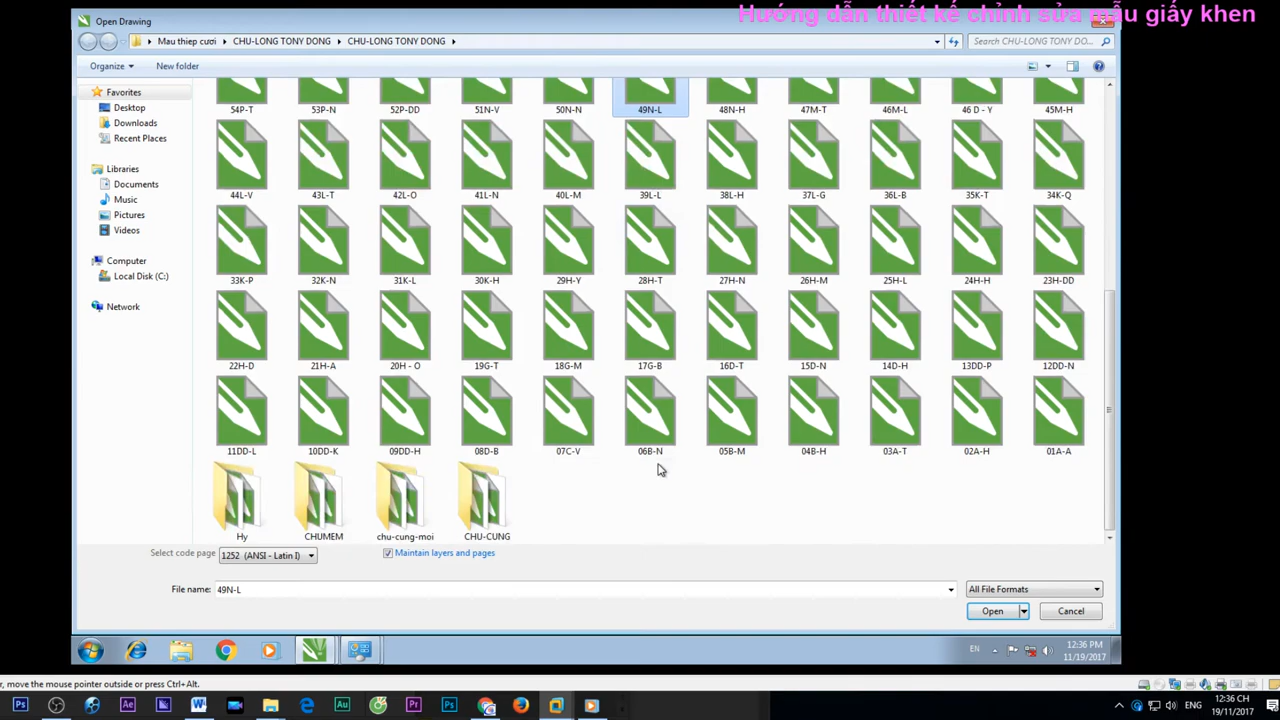 Hướng dẫn thiết kế chỉnh sửa mẫu giấy khen
Open Drawing
Mau thiep cuoi CHU-LONG TONY DONG CHU-LONG TONY DONG
Search CHU-LONG TONY DO...
Organize New folder
Favorites
Desktop
Downloads
Recent Places
Libraries
Documents
Music
Pictures
Videos
Computer
Local Disk (C:)
Network
54P-T 53P-N 52P-DD 51N-V 50N-N 49N-L 48N-H 47M-T 46M-L 46 D - Y 45M-H
44L-V 43L-T 42L-O 41L-N 40L-M 39L-L 38L-H 37L-G 36L-B 35K-T 34K-Q
33K-P 32K-N 31K-L 30K-H 29H-Y 28H-T 27H-N 26H-M 25H-L 24H-H 23H-DD
22H-D 21H-A 20H - O 19G-T 18G-M 17G-B 16D-T 15D-N 14D-H 13DD-P 12DD-N
11DD-L 10DD-K 09DD-H 08D-B 07C-V 06B-N 05B-M 04B-H 03A-T 02A-H 01A-A
Hy CHUMEM chu-cung-moi CHU-CUNG
Select code page 1252 (ANSI - Latin I) Maintain layers and pages
File name: 49N-L All File Formats
Open Cancel
EN 12:36 PM
11/19/2017
r, move the mouse pointer outside or press Ctrl+Alt.
Ps Ae W Au Pr Ps 12:36 CH
19/11/2017